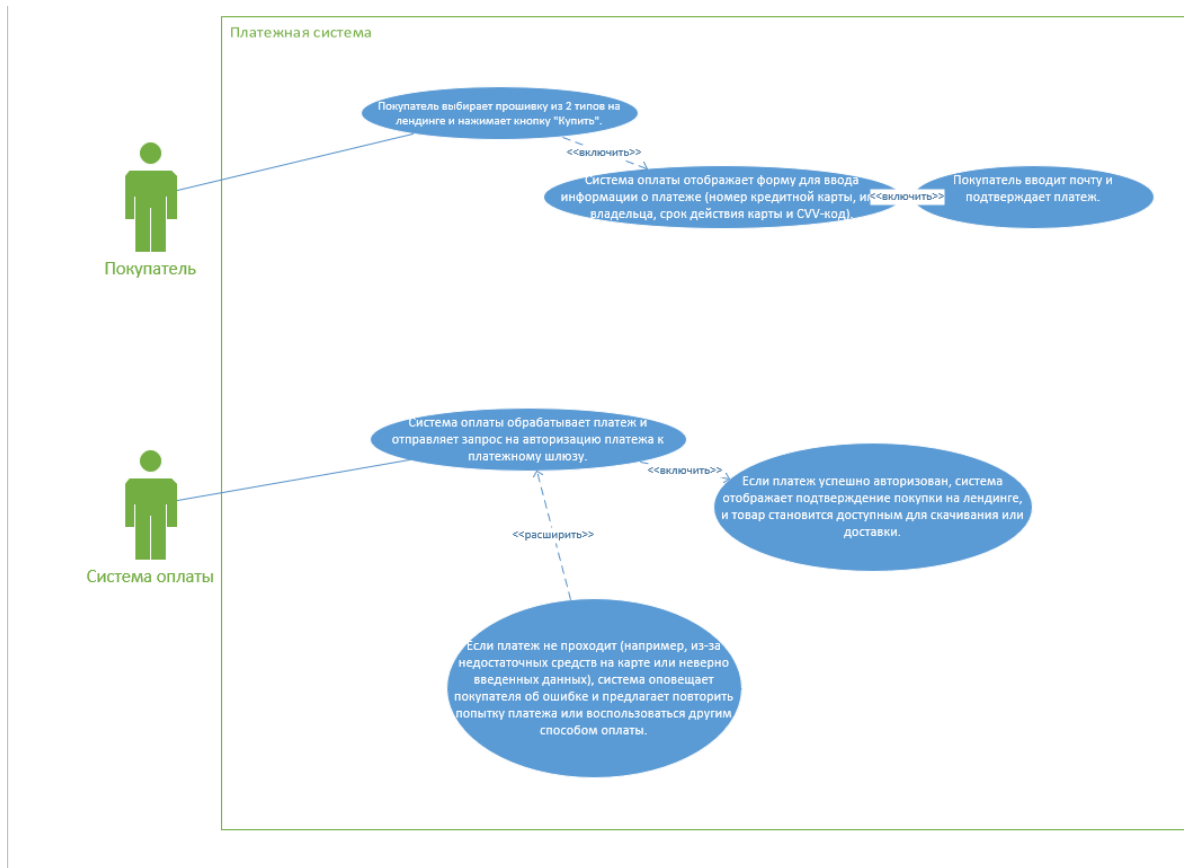 Платежная система
Покупатель выбирает прошивку из 2 типов на
лендинге и нажимает кнопку "Купить".
<<включить>>
Система оплаты отображает форму для ввода
информации о платеже (номер кредитной карты,
владельца, срок действия карты и CVV-код).
<<включить>>
Покупатель вводит почту и
подтверждает платеж.
Покупатель
Система оплаты обрабатывает платеж и
отправляет запрос на авторизацию платежа к
платежному шлюзу.
<<включить>>
Если платеж успешно авторизован, система
отображает подтверждение покупки на лендинге,
и товар становится доступным для скачивания или
доставки.
Система оплаты
<<расширить>>
Если платеж не проходит (например, из-за
недостаточных средств на карте или неверно
введенных данных), система оповещает
покупателя об ошибке и предлагает повторить
попытку платежа или воспользоваться другим
способом оплаты.